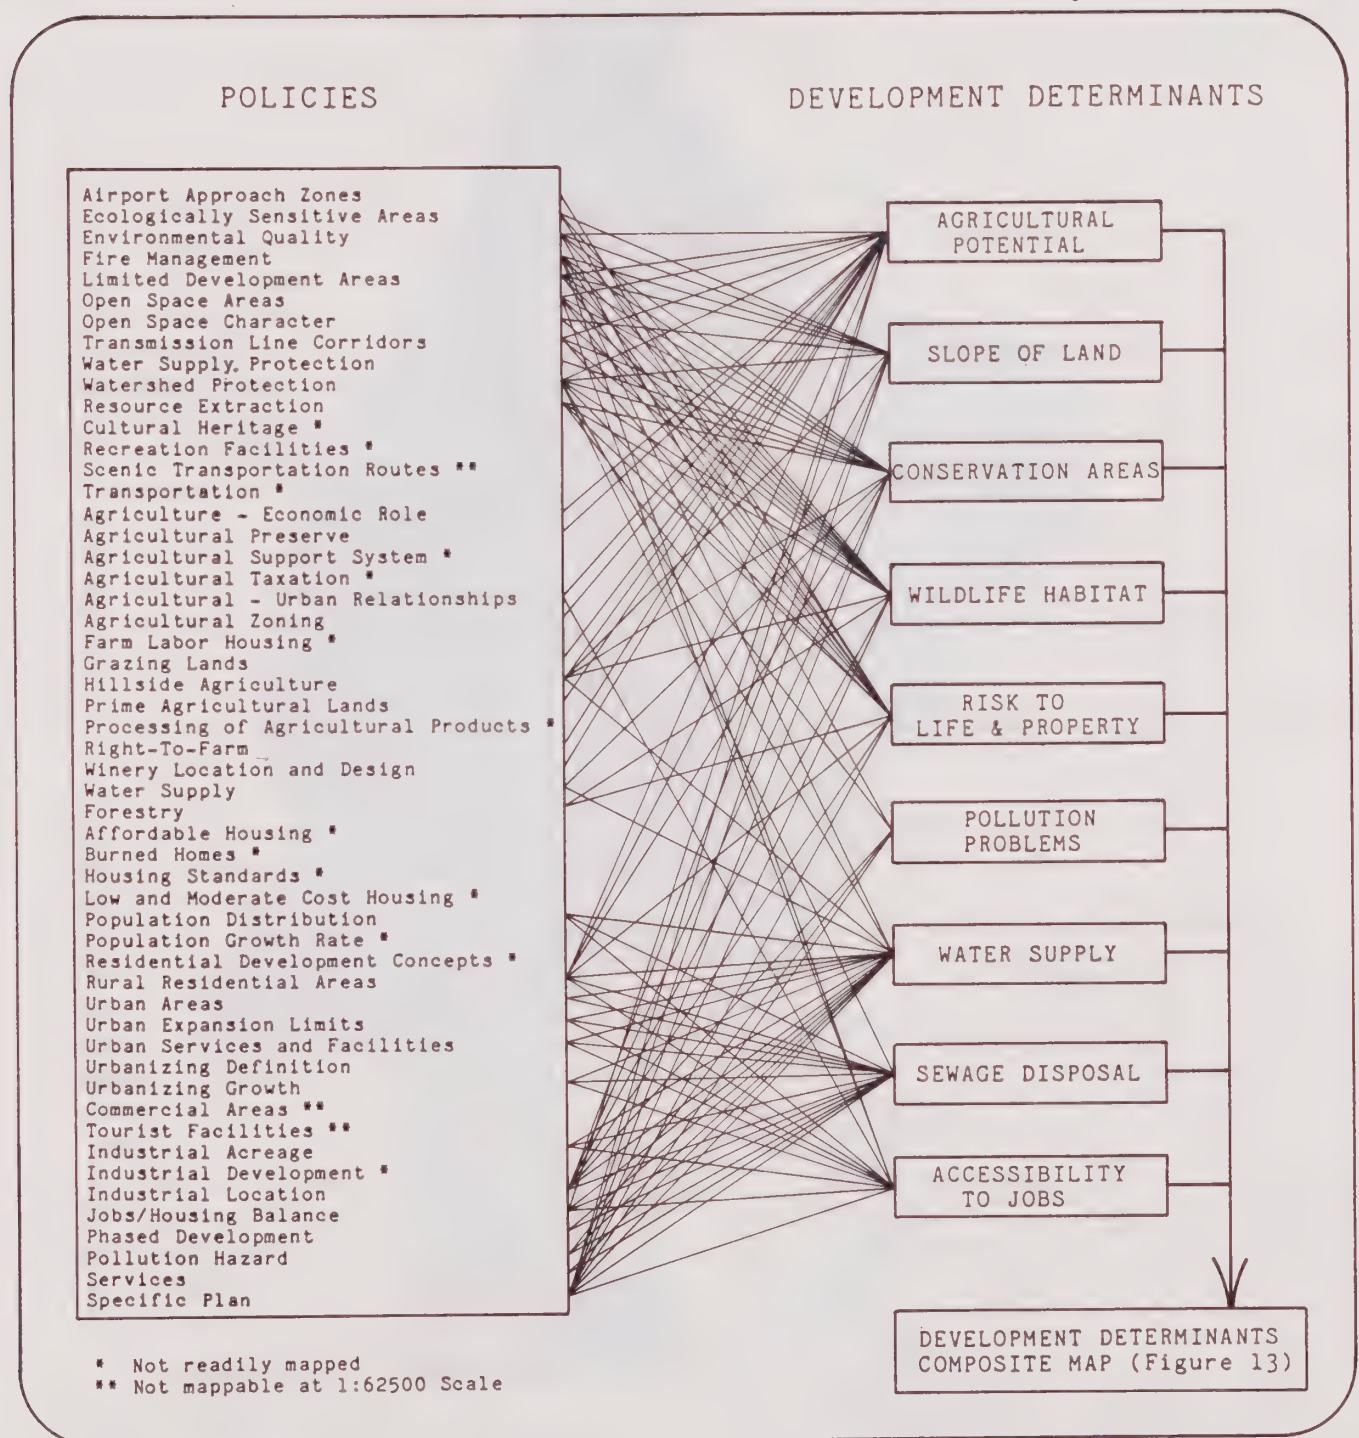 POLICIES
Airport Approach Zones
Ecologically Sensitive Areas
Environmental Quality
Fire Management
Limited Development Areas
Open Space Areas
Open Space Character
Transmission Line Corridors
Water Supply. Protection
Watershed Protection
Resource Extraction
Cultural Heritage *
Recreation Facilities *
Scenic Transportation Routes **
Transportation *
Agriculture - Economic Role
Agricultural Preserve
Agricultural Support System *
Agricultural Taxation *
Agricultural - Urban Relationships
Agricultural Zoning
Farm Labor Housing *
Grazing Lands
Hillside Agriculture
Prime Agricultural Lands
Processing of Agricultural Products *
Right-To-Farm
Winery Location and Design
Water Supply
Forestry
Affordable Housing *
Burned Homes *
Housing Standards *
Low and Moderate Cost Housing *
Population Distribution
Population Growth Rate *
Residential Development Concepts *
Rural Residential Areas
Urban Areas
Urban Expansion Limits
Urban Services and Facilities
Urbanizing Definition
Urbanizing Growth
Commercial Areas **
Tourist Facilities **
Industrial Acreage
Industrial Development *
Industrial Location
Jobs/Housing Balance
Phased Development
Pollution Hazard
Services
Specific Plan
* Not readily mapped
** Not mappable at 1:62500 Scale
DEVELOPMENT DETERMINANTS
AGRICULTURAL
POTENTIAL
SLOPE OF LAND
CONSERVATION AREAS
WILDLIFE HABITAT
RISK TO
LIFE & PROPERTY
POLLUTION
PROBLEMS
WATER SUPPLY
SEWAGE DISPOSAL
ACCESSIBILITY
TO JOBS
DEVELOPMENT DETERMINANTS
COMPOSITE MAP (Figure 13)